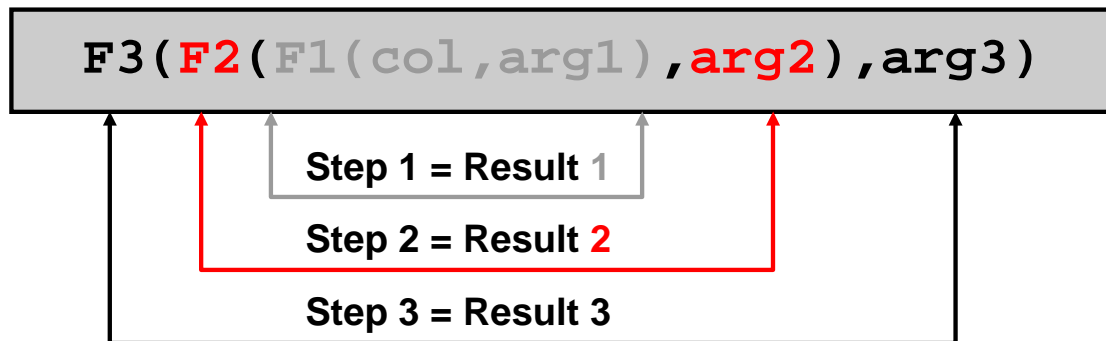 F3(F2(F1(col,arg1),arg2),arg3)
Step 1 = Result 1
Step 2 = Result 2
Step 3 = Result 3